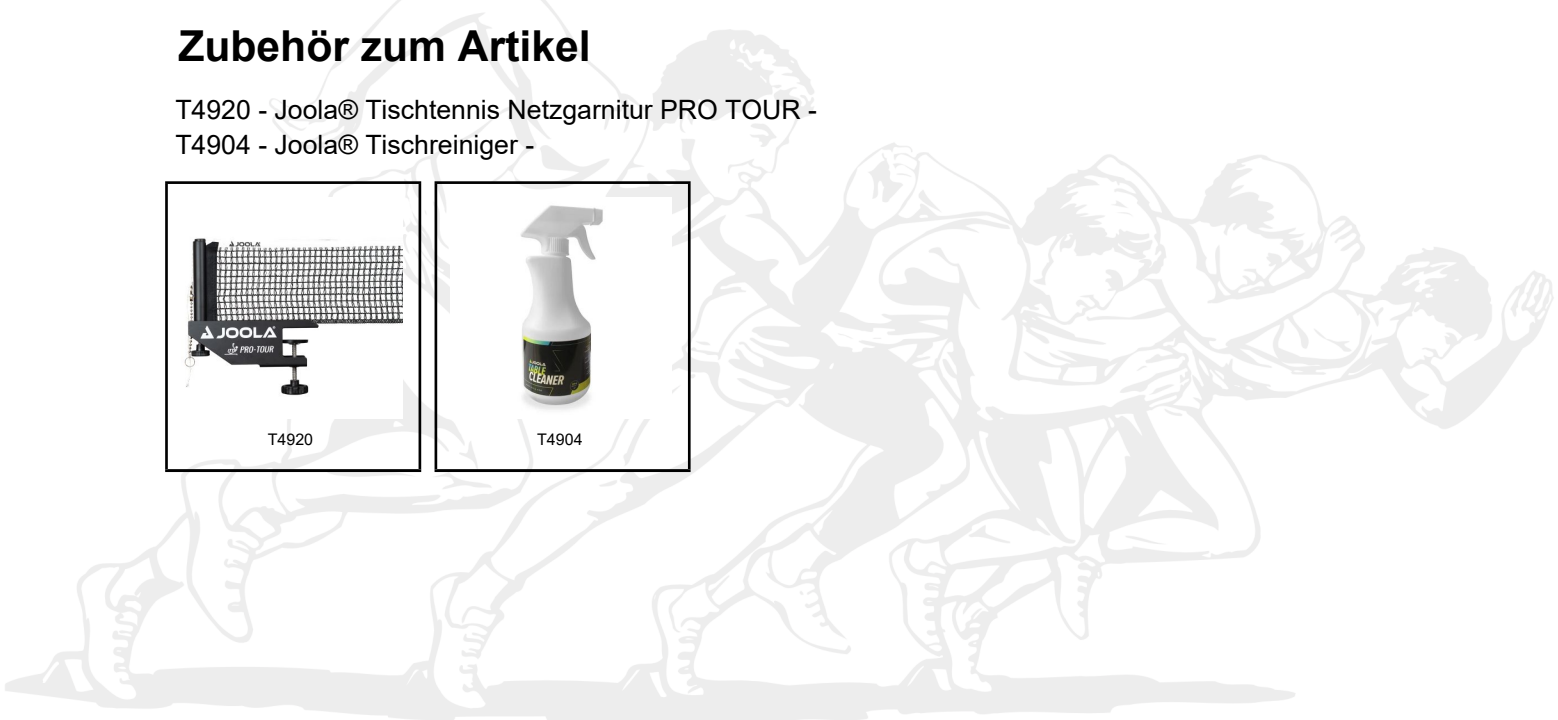 Zubehör zum Artikel
T4920 - Joola® Tischtennis Netzgarnitur PRO TOUR -
T4904 - Joola® Tischreiniger -
JOOLA
JOOLA
PRO-TOUR
T4920
JOOLA
TABLE
CLEANER
T4904